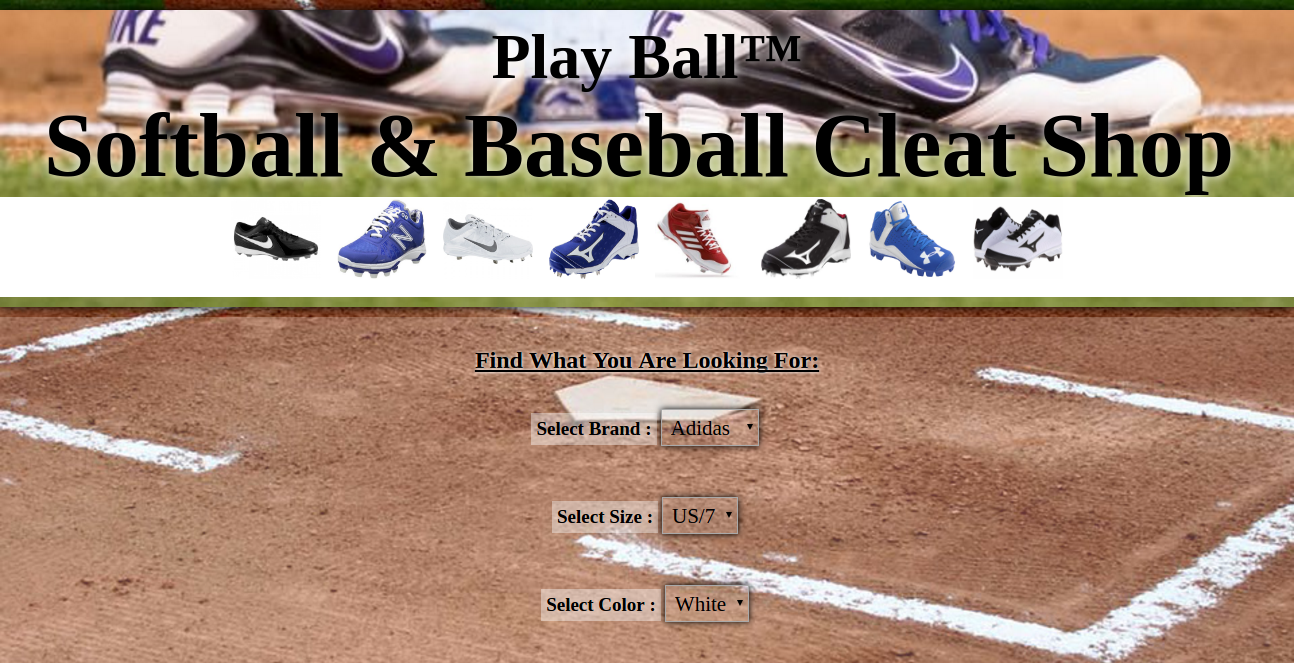 NIKE
Play Ball™
Softball & Baseball Cleat Shop
Find What You Are Looking For:
Select Brand : Adidas
Select Size : US/7
Select Color : White